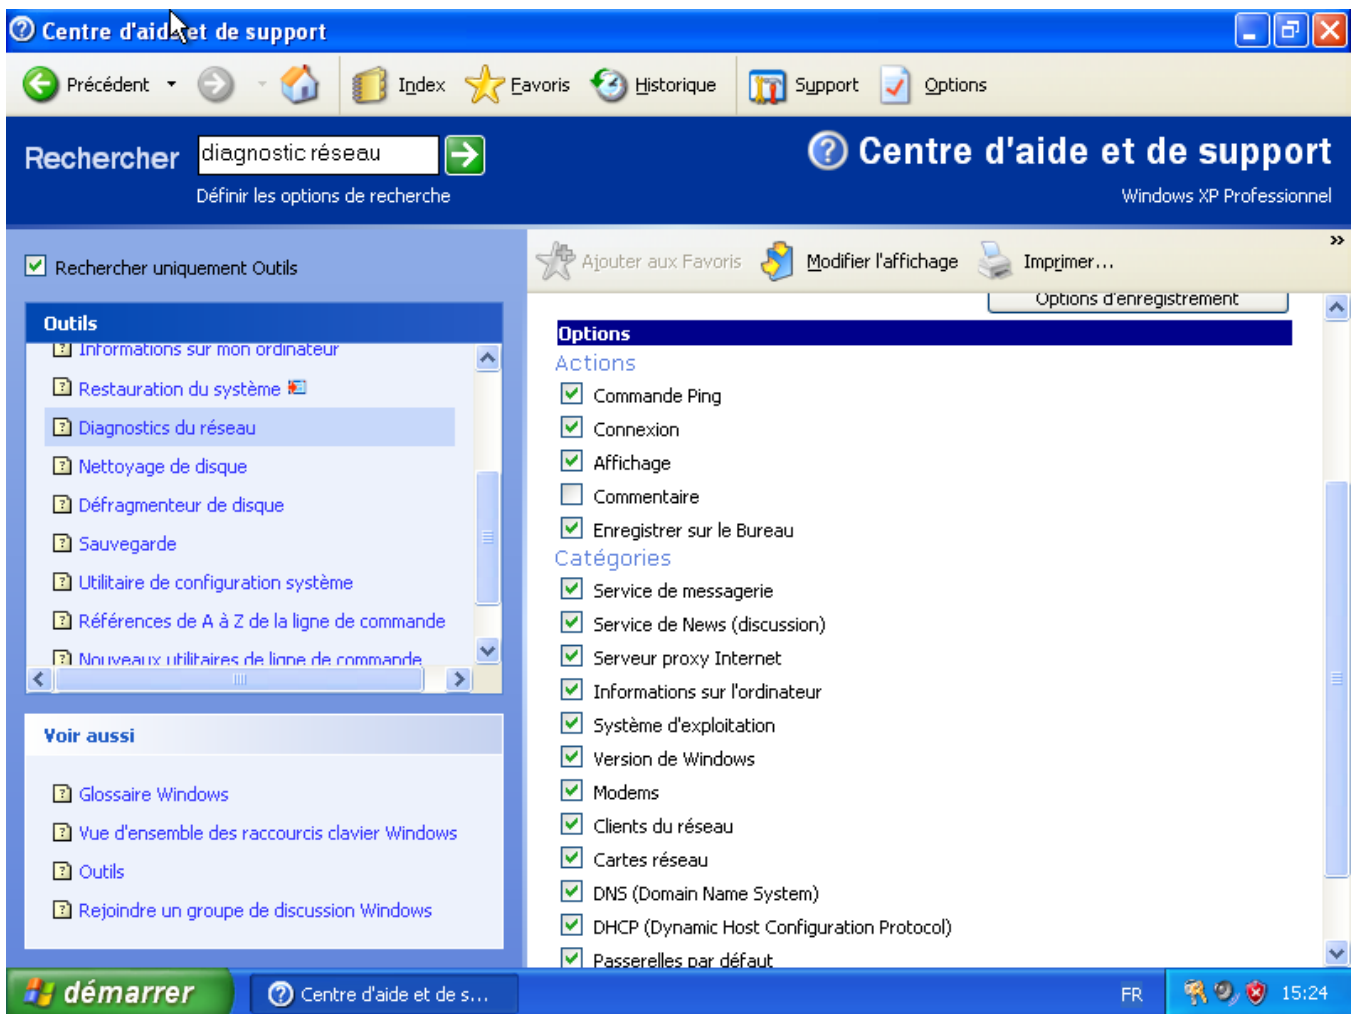 Centre d'aide et de support
Précédent Index Favoris Historique Support Options
Rechercher diagnostic réseau
Définir les options de recherche
Centre d'aide et de support
Windows XP Professionnel
Rechercher uniquement Outils
Outils
Informations sur mon ordinateur
Restauration du système
Diagnostics du réseau
Nettoyage de disque
Défragmenteur de disque
Sauvegarde
Utilitaire de configuration système
Références de A à Z de la ligne de commande
Nouveaux utilitaires de ligne de commande
Voir aussi
Glossaire Windows
Vue d'ensemble des raccourcis clavier Windows
Outils
Rejoindre un groupe de discussion Windows
Ajouter aux Favoris Modifier l'affichage Imprimer... »
Options d'enregistrement
Options
Actions
Commande Ping
Connexion
Affichage
Commentaire
Enregistrer sur le Bureau
Catégories
Service de messagerie
Service de News (discussion)
Serveur proxy Internet
Informations sur l'ordinateur
Système d'exploitation
Version de Windows
Modems
Clients du réseau
Cartes réseau
DNS (Domain Name System)
DHCP (Dynamic Host Configuration Protocol)
Passerelles par défaut
démarrer Centre d'aide et de s... FR 15:24